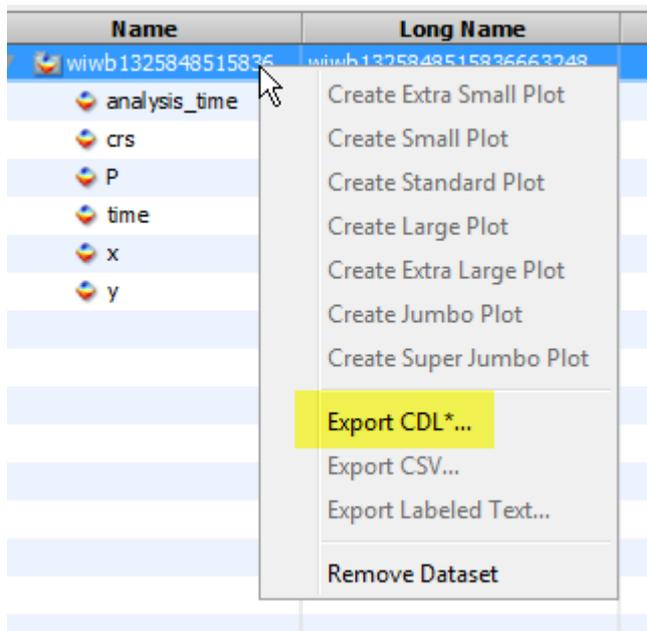 Name Long Name
wiwb1325848515836 wiwb1325848515836663248
analysis_time
crs
P
time
x
y
Create Extra Small Plot
Create Small Plot
Create Standard Plot
Create Large Plot
Create Extra Large Plot
Create Jumbo Plot
Create Super Jumbo Plot
Export CDL*...
Export CSV...
Export Labeled Text...
Remove Dataset